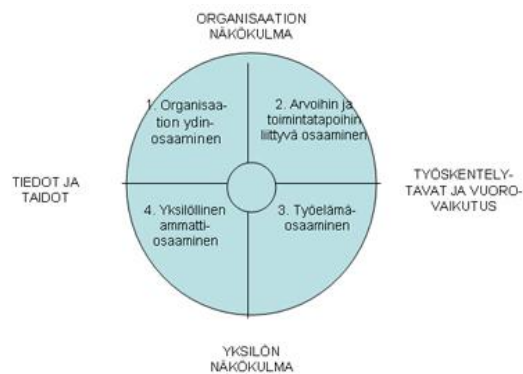 ORGANISAATION
NÄKÖKULMA
1. Organisaa-
tion ydin-
osaaminen
2. Arvoihin ja
toimintatapoihin
liittyvä osaaminen
TIEDOT JA
TAIDOT
TYÖSKENTELY-
TAVAT JA VUORO-
VAIKUTUS
4. Yksilöllinen
ammatti-
osaaminen
3. Työelämä-
osaaminen
YKSILÖN
NÄKÖKULMA